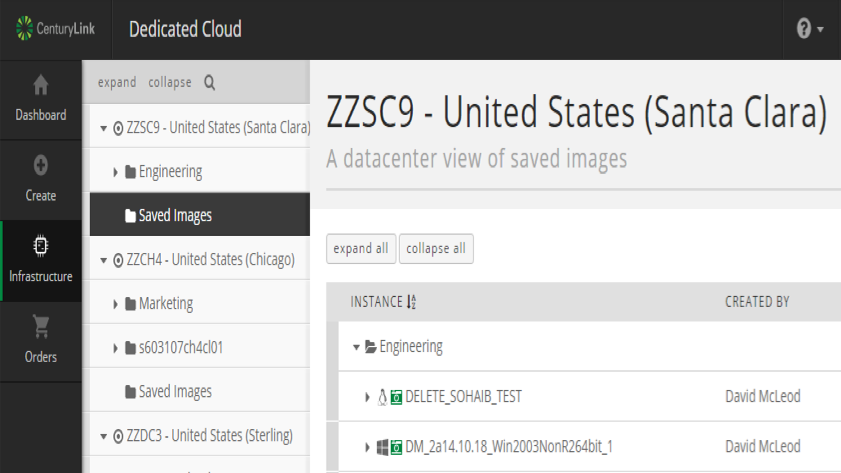 CenturyLink
Dedicated Cloud
Dashboard
Create
Infrastructure
Orders
expand collapse
ZZSC9 - United States (Santa Clara)
Engineering
Saved Images
ZZCH4 - United States (Chicago)
Marketing
s603107ch4cl01
Saved Images
ZZDC3 - United States (Sterling)
ZZSC9 - United States (Santa Clara)
A datacenter view of saved images
expand all collapse all
INSTANCE CREATED BY
Engineering
DELETE_SOHAIB_TEST David McLeod
DM_2a14.10.18_Win2003NonR264bit_1 David McLeod